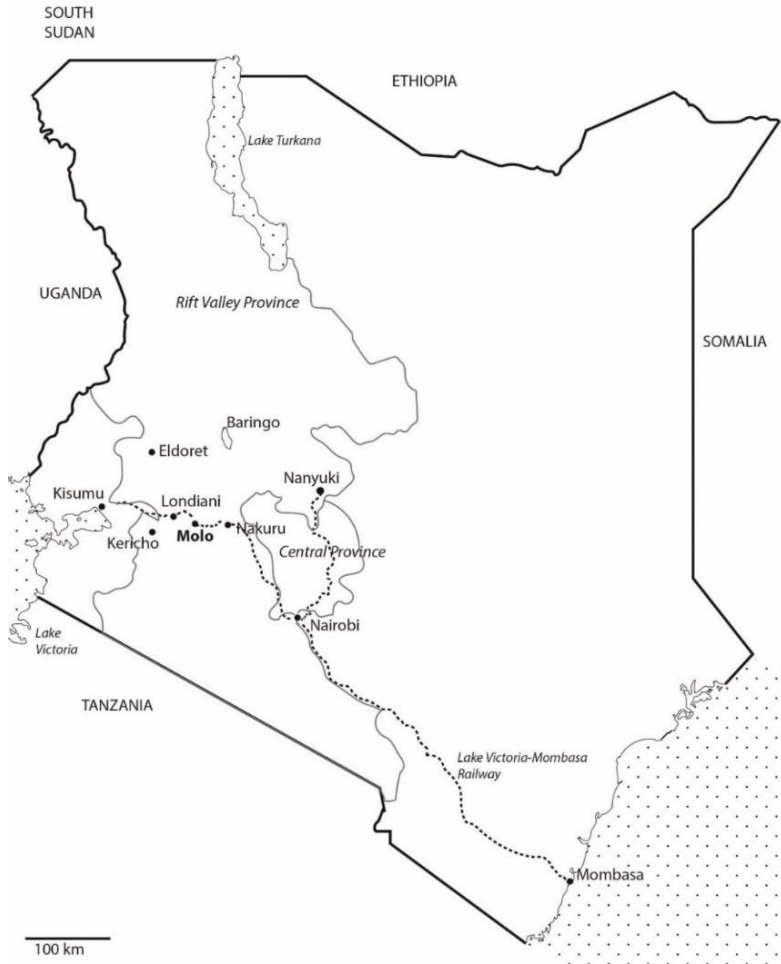 SOUTH
SUDAN
ETHIOPIA
Lake Turkana
UGANDA
Rift Valley Province
SOMALIA
Baringo
Eldoret
Nanyuki
Kisumu
Londiani
Kericho
Molo
Nakuru
Central Province
Nairobi
Lake
Victoria
TANZANIA
Lake Victoria-Mombasa
Railway
Mombasa
100 km